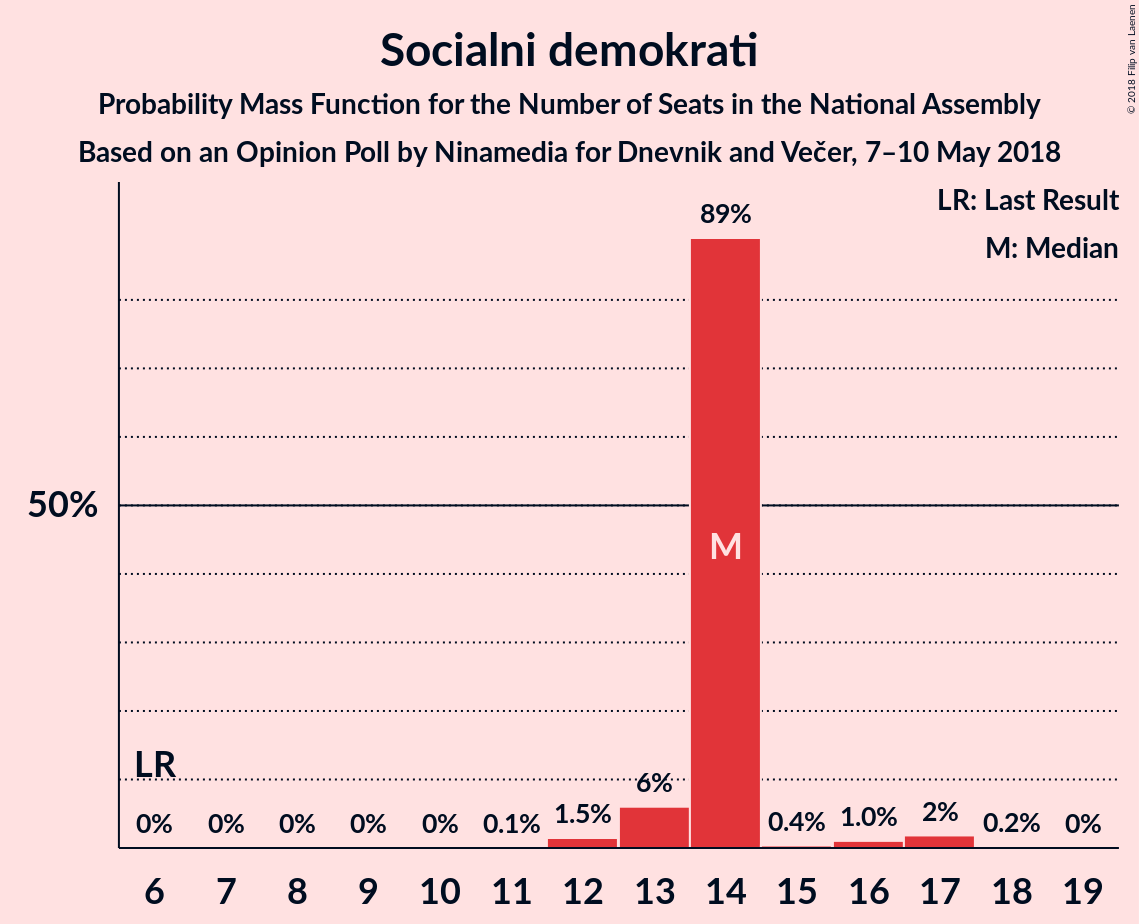 Socialni demokrati
Probability Mass Function for the Number of Seats in the National Assembly
Based on an Opinion Poll by Ninamedia for Dnevnik and Večer, 7–10 May 2018
© 2018 Filip van Laenen
LR: Last Result
M: Median
89%
50%
M
LR
0% 0% 0% 0% 0% 0.1% 1.5% 6% 0.4% 1.0% 2% 0.2% 0%
6 7 8 9 10 11 12 13 14 15 16 17 18 19